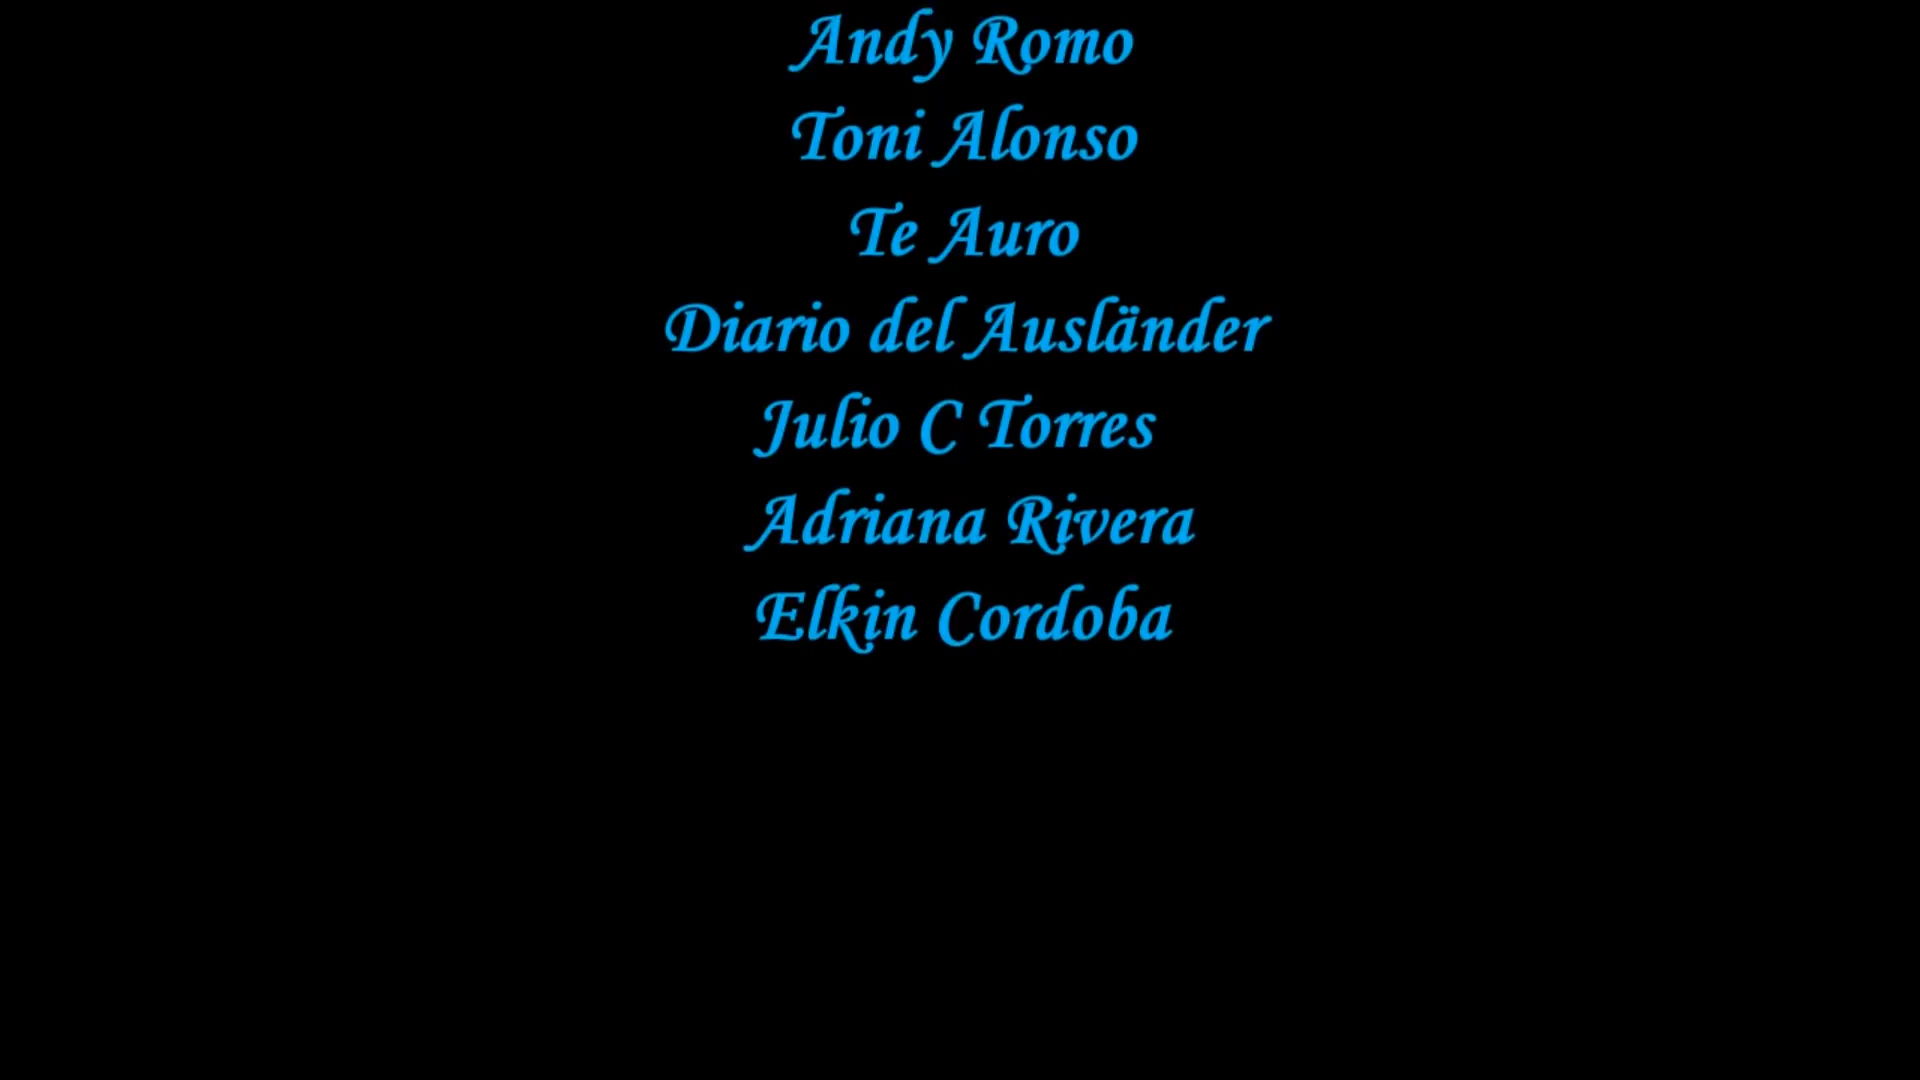 Andy Romo
Toni Alonso
Te Auro
Diario del Ausländer
Julio C Torres
Adriana Rivera
Elkin Cordoba